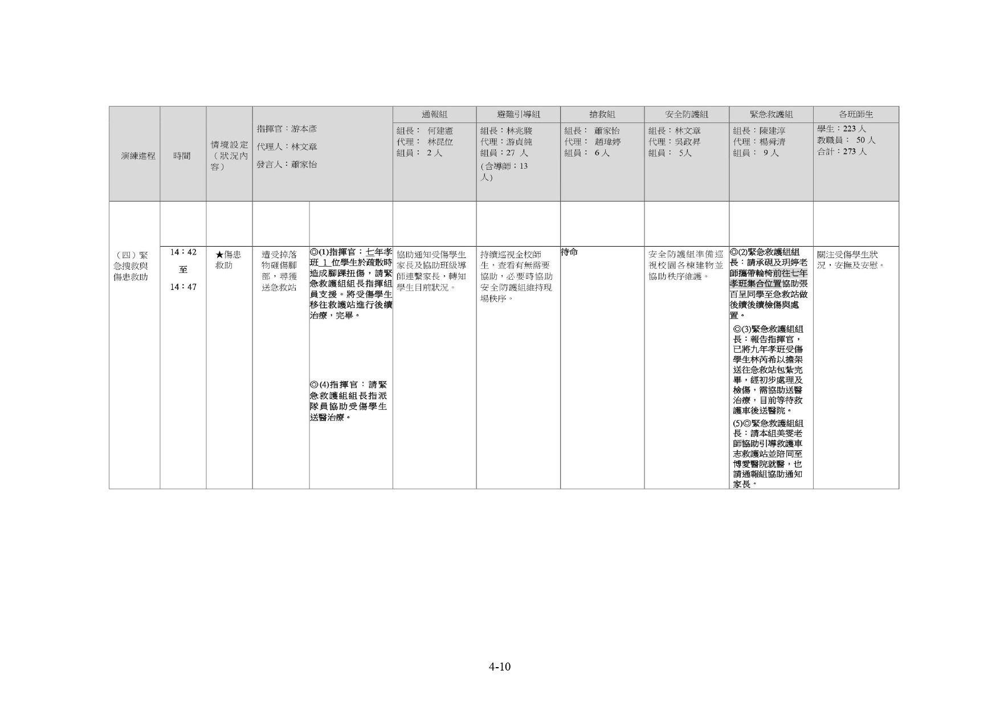 演練進程
時間
情境設定
（狀況內
容）
指揮官：游本彥
代理人：林文章
發言人：蕭家怡
通報組
組長： 何建憲
代理： 林昆位
組員： 2 人
避難引導組
組長：林兆駿
代理：游貞純
組員：27 人
(含導師：13
人)
搶救組
組長： 蕭家怡
代理： 趙瑋婷
組員： 6 人
安全防護組
組長：林文章
代理：吳政昇
組員： 5人
緊急救護組
組長：陳建淳
代理：楊舜清
組員： 9 人
各班師生
學生：223 人
教職員： 50 人
合計：273 人
（四）緊
急搜救與
傷患救助
14：42
至
14：47
★傷患
救助
遭受掉落
物砸傷腳
部，尋獲
送急救站
◎(1)指揮官：七年孝
班 1 位學生於疏散時
造成腳踝扭傷，請緊
急救護組組長指揮組
員支援。將受傷學生
移往救護站進行後續
治療，完畢。
◎(4)指揮官：請緊
急救護組組長指派
隊員協助受傷學生
送醫治療。
協助通知受傷學生
家長及協助班級導
師連繫家長，轉知
學生目前狀況。
持續巡視全校師
生，查看有無需要
協助，必要時協助
安全防護組維持現
場秩序。
待命
安全防護組準備巡
視校園各棟建物並
協助秩序維護。
◎(2)緊急救護組組
長：請承硯及玥婷老
師攜帶輪椅前往七年
孝班集合位置協助張
百呈同學至急救站做
後續後續檢傷與處
置。
◎(3)緊急救護組組
長：報告指揮官，
已將九年孝班受傷
學生林芮希以擔架
送往急救站包紮完
畢，經初步處理及
檢傷，需協助送醫
治療，目前等待救
護車後送醫院。
(5)◎緊急救護組組
長：請本組美雯老
師協助引導救護車
志救護站並陪同至
博愛醫院就醫，也
請通報組協助通知
家長。
關注受傷學生狀
況，安撫及安慰。
4-10